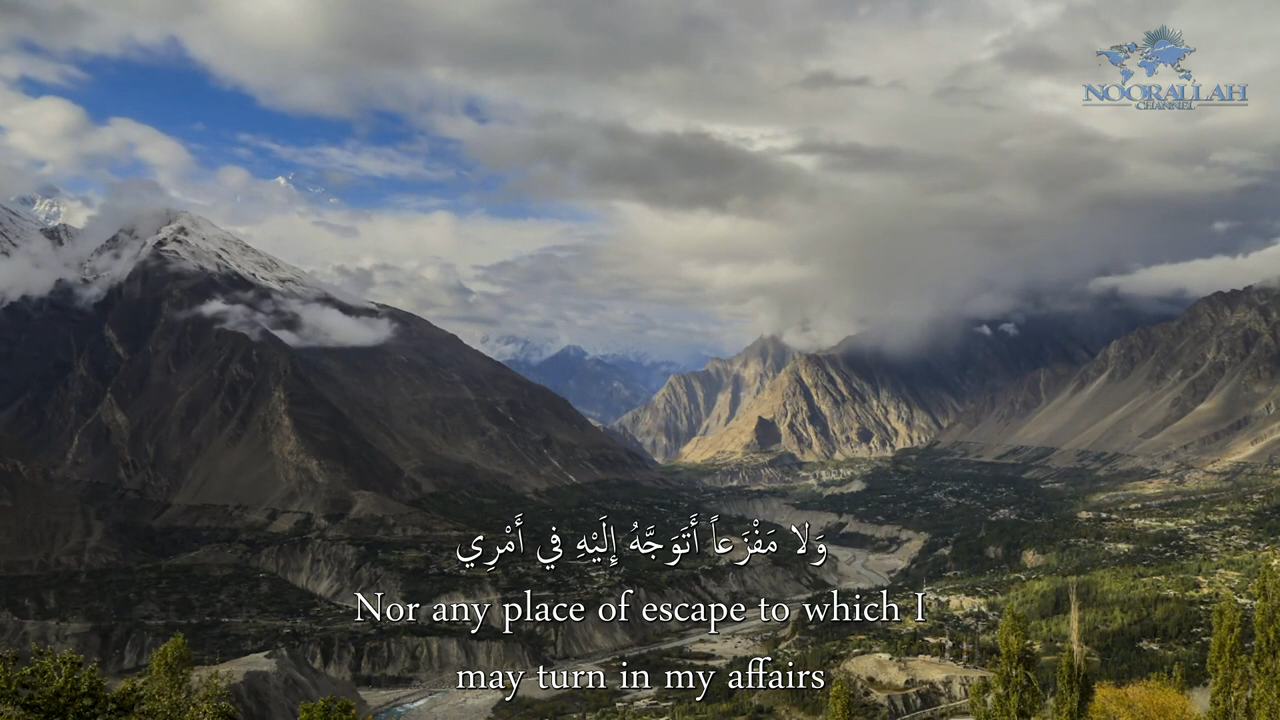 NOORALLAH
CHANNEL
وَلا مَفْزَعاً أَتَوَجَّهُ إِلَيْهِ فِي أَمْرِي
Nor any place of escape to which I
may turn in my affairs